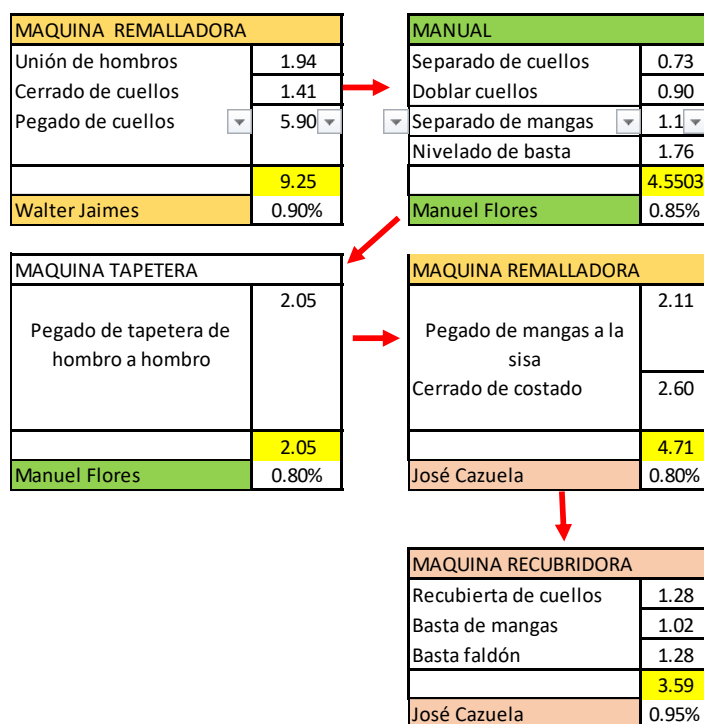 MAQUINA REMALLADORA
Unión de hombros 1.94
Cerrado de cuellos 1.41
Pegado de cuellos 5.90
9.25
Walter Jaimes 0.90%
MANUAL
Separado de cuellos 0.73
Doblar cuellos 0.90
Separado de mangas 1.1
Nivelado de basta 1.76
4.5503
Manuel Flores 0.85%
MAQUINA TAPETERA
2.05
Pegado de tapetera de
hombro a hombro
2.05
Manuel Flores 0.80%
MAQUINA REMALLADORA
2.11
Pegado de mangas a la
sisa
Cerrado de costado 2.60
4.71
José Cazuela 0.80%
MAQUINA RECUBRIDORA
Recubierta de cuellos 1.28
Basta de mangas 1.02
Basta faldón 1.28
3.59
José Cazuela 0.95%